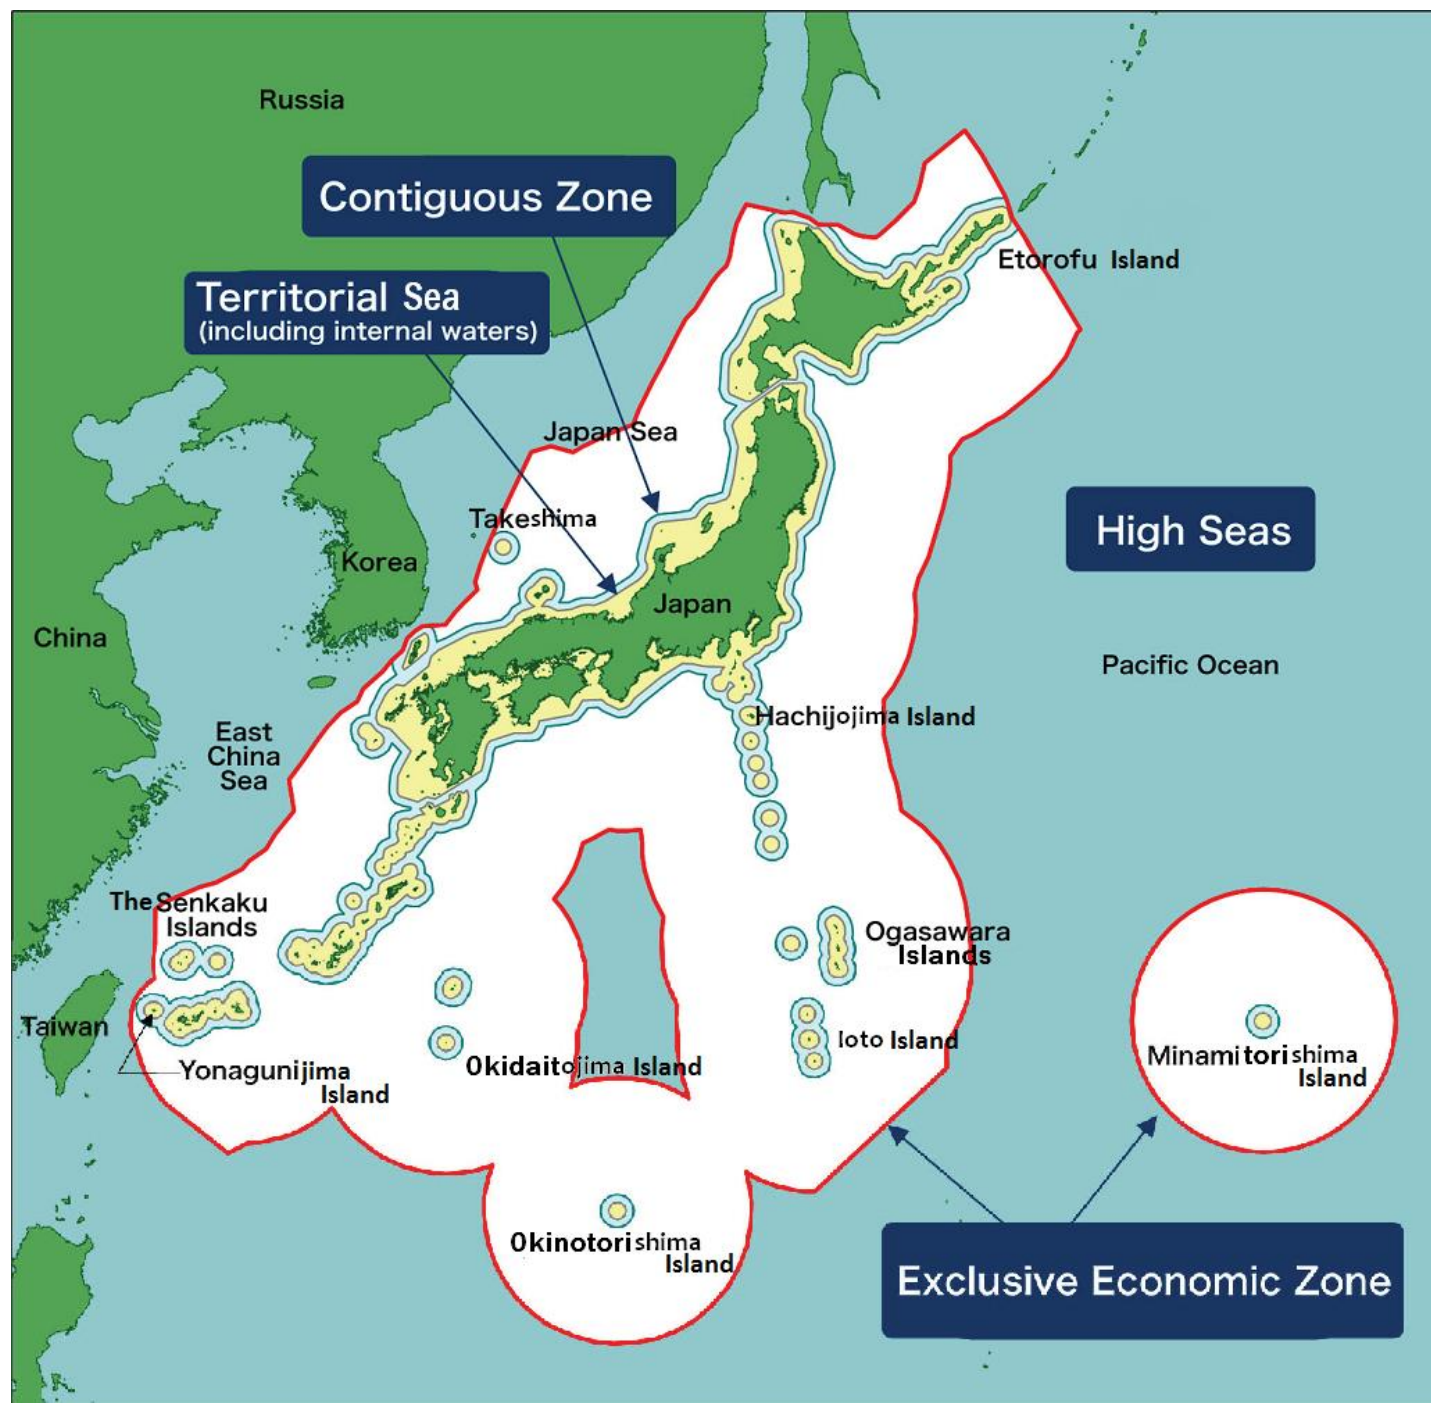 Russia
Contiguous Zone
Territorial Sea
(including internal waters)
Etorofu Island
Japan Sea
Takeshima
High Seas
Korea
Japan
China
Pacific Ocean
Hachijojima Island
East
China
Sea
The Senkaku
Islands
Ogasawara
Islands
Taiwan
Ioto Island
Okidaitojima Island
Minamitorishima
Island
Yonagunijima
Island
Okinotorishima
Island
Exclusive Economic Zone